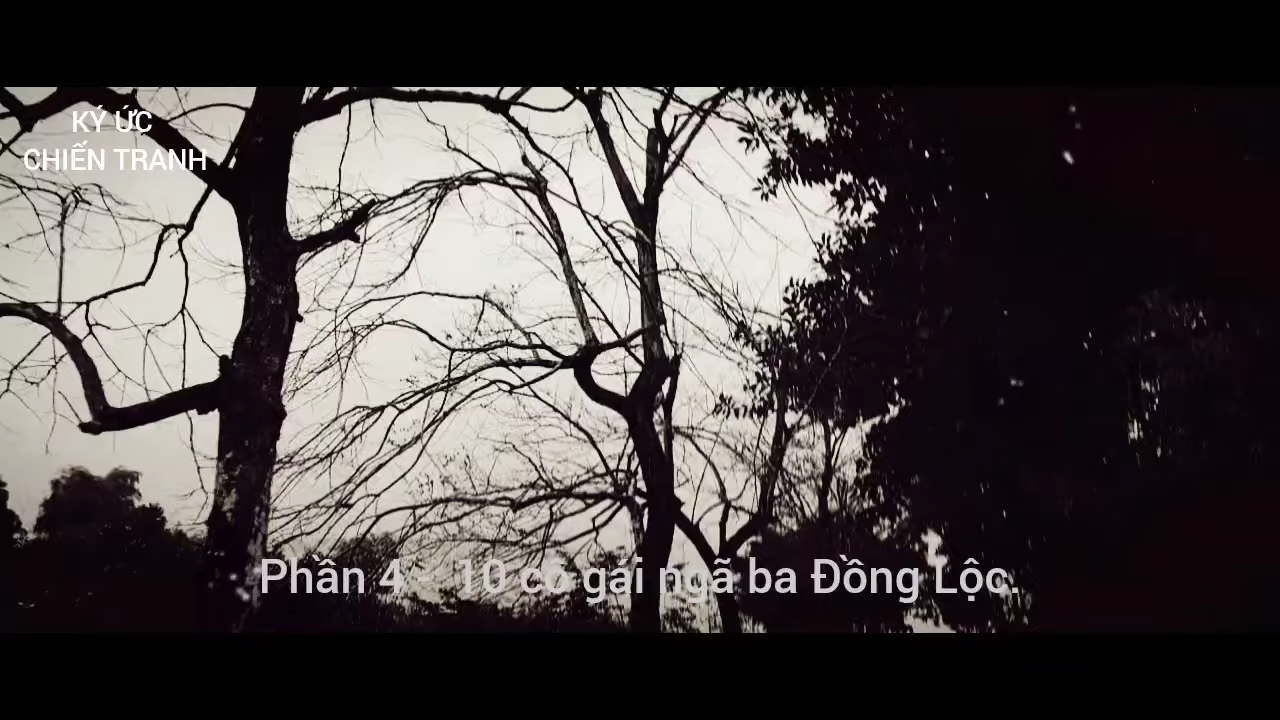 KÝ ỨC
CHIẾN TRANH
Phần 4 - 10 cô gái ngã ba Đồng Lộc.